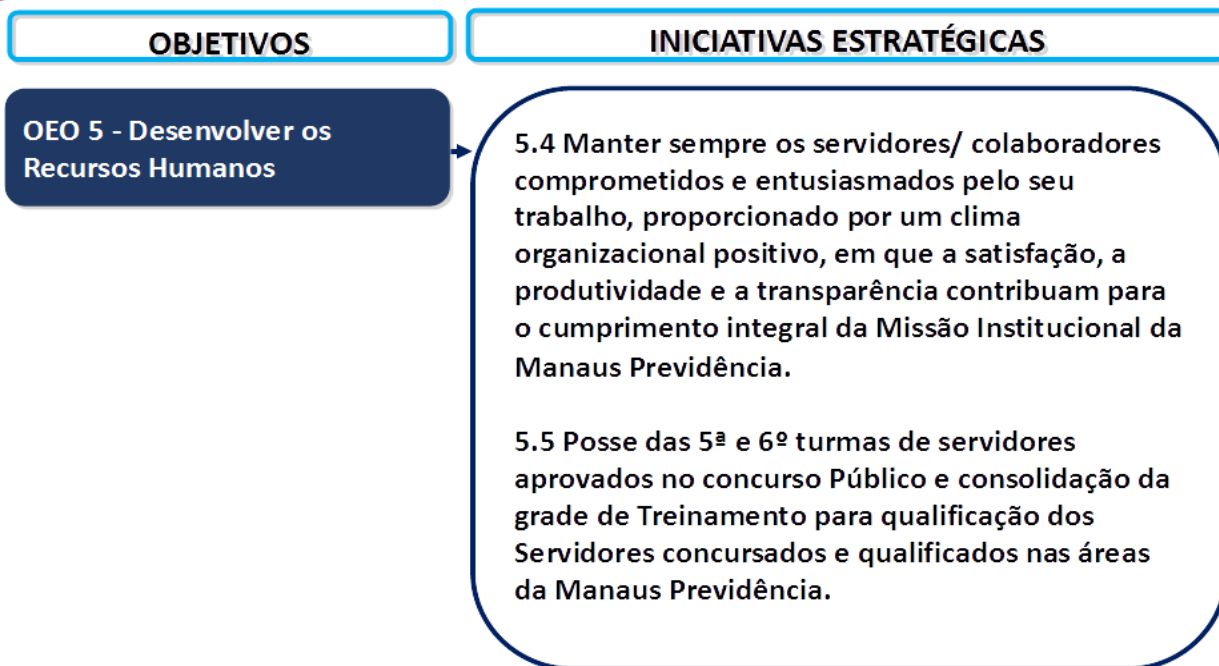 OBJETIVOS
INICIATIVAS ESTRATÉGICAS
OEO 5 - Desenvolver os
Recursos Humanos
5.4 Manter sempre os servidores/ colaboradores
comprometidos e entusiasmados pelo seu
trabalho, proporcionado por um clima
organizacional positivo, em que a satisfação, a
produtividade e a transparência contribuam para
o cumprimento integral da Missão Institucional da
Manaus Previdência.
5.5 Posse das 5ª e 6º turmas de servidores
aprovados no concurso Público e consolidação da
grade de Treinamento para qualificação dos
Servidores concursados e qualificados nas áreas
da Manaus Previdência.